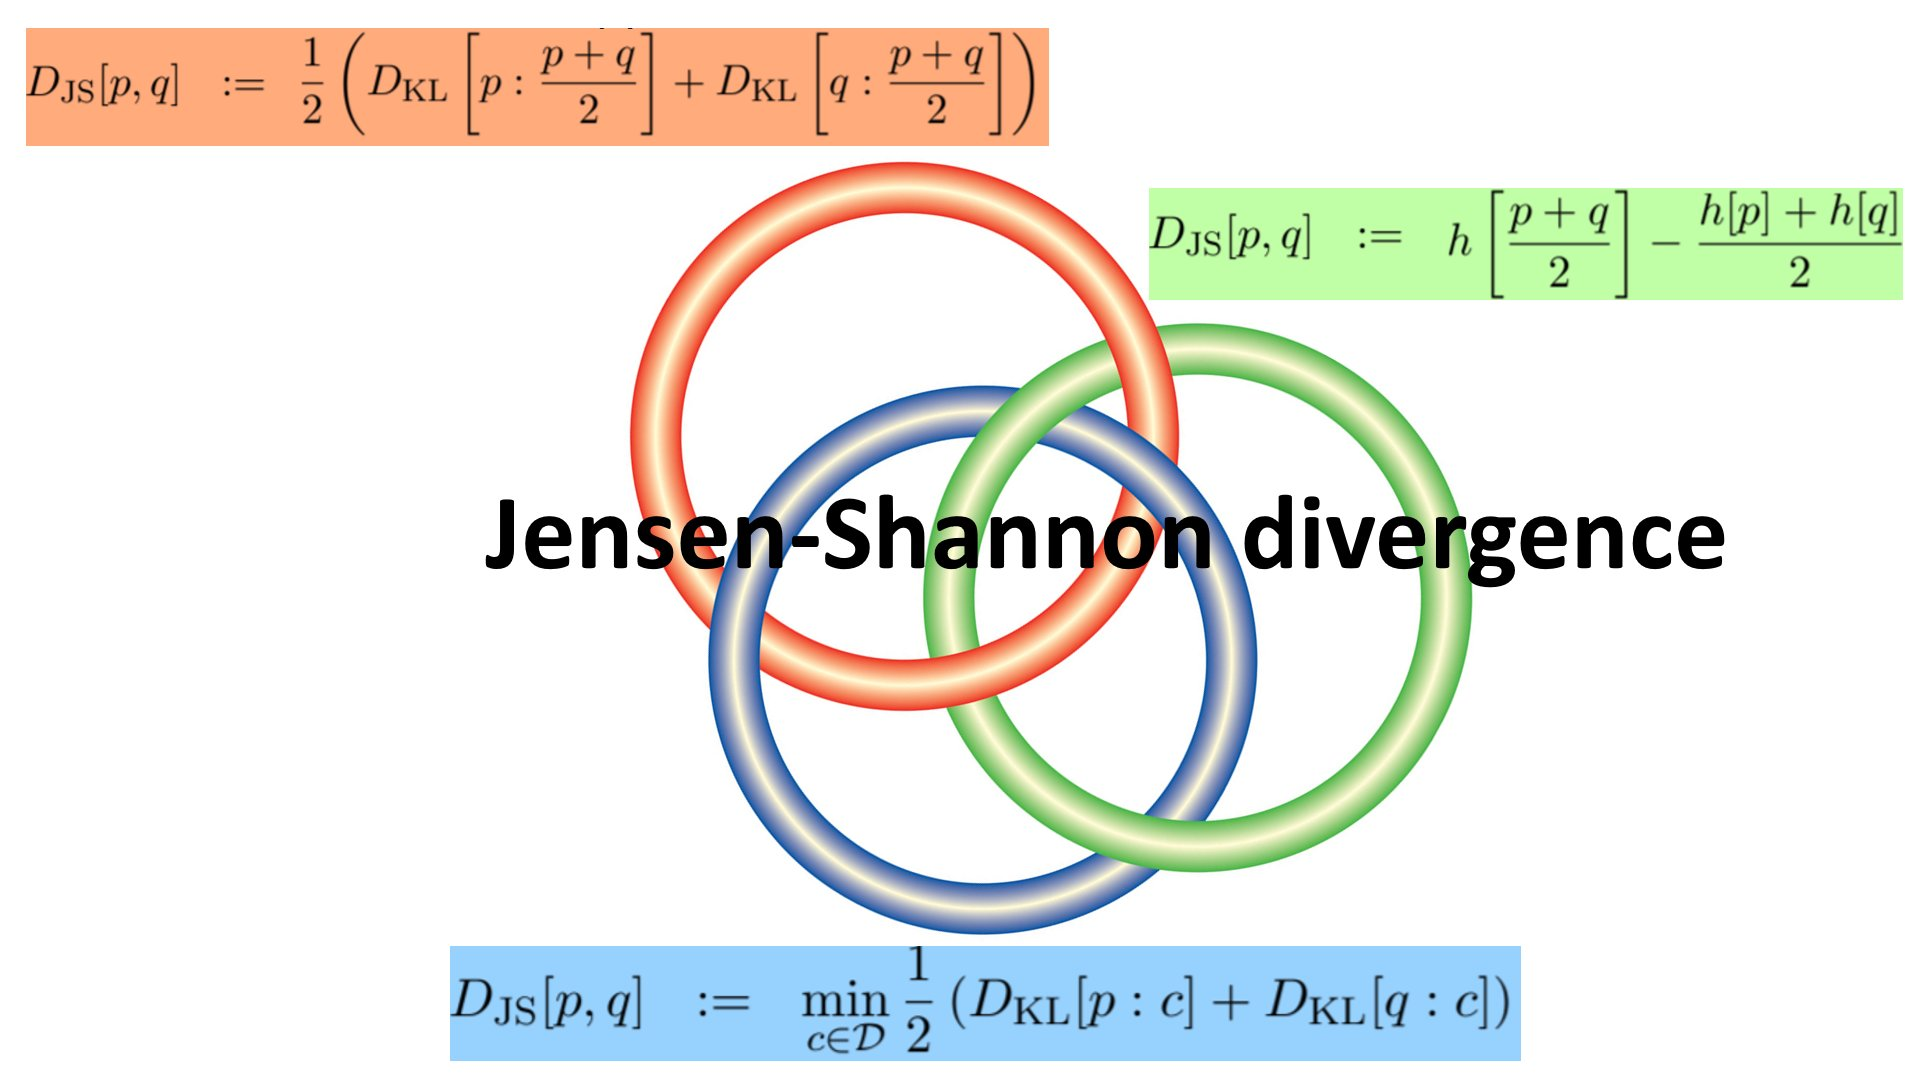 D_JS[p, q] := 1/2 ( D_KL [ p : (p + q)/2 ] + D_KL [ q : (p + q)/2 ] )
D_JS[p, q] := h [ (p + q)/2 ] − (h[p] + h[q])/2
Jensen-Shannon divergence
D_JS[p, q] := min_{c∈𝒟} 1/2 (D_KL[p : c] + D_KL[q : c])